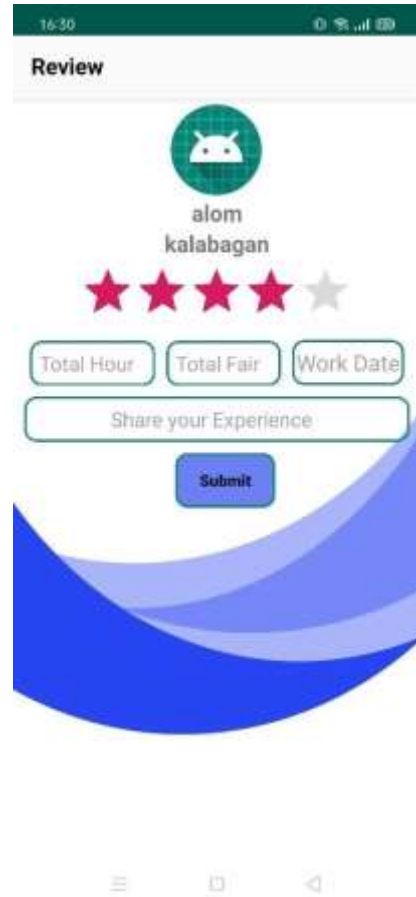 16:30
Review
alom
kalabagan
Total Hour Total Fair Work Date
Share your Experience
Submit